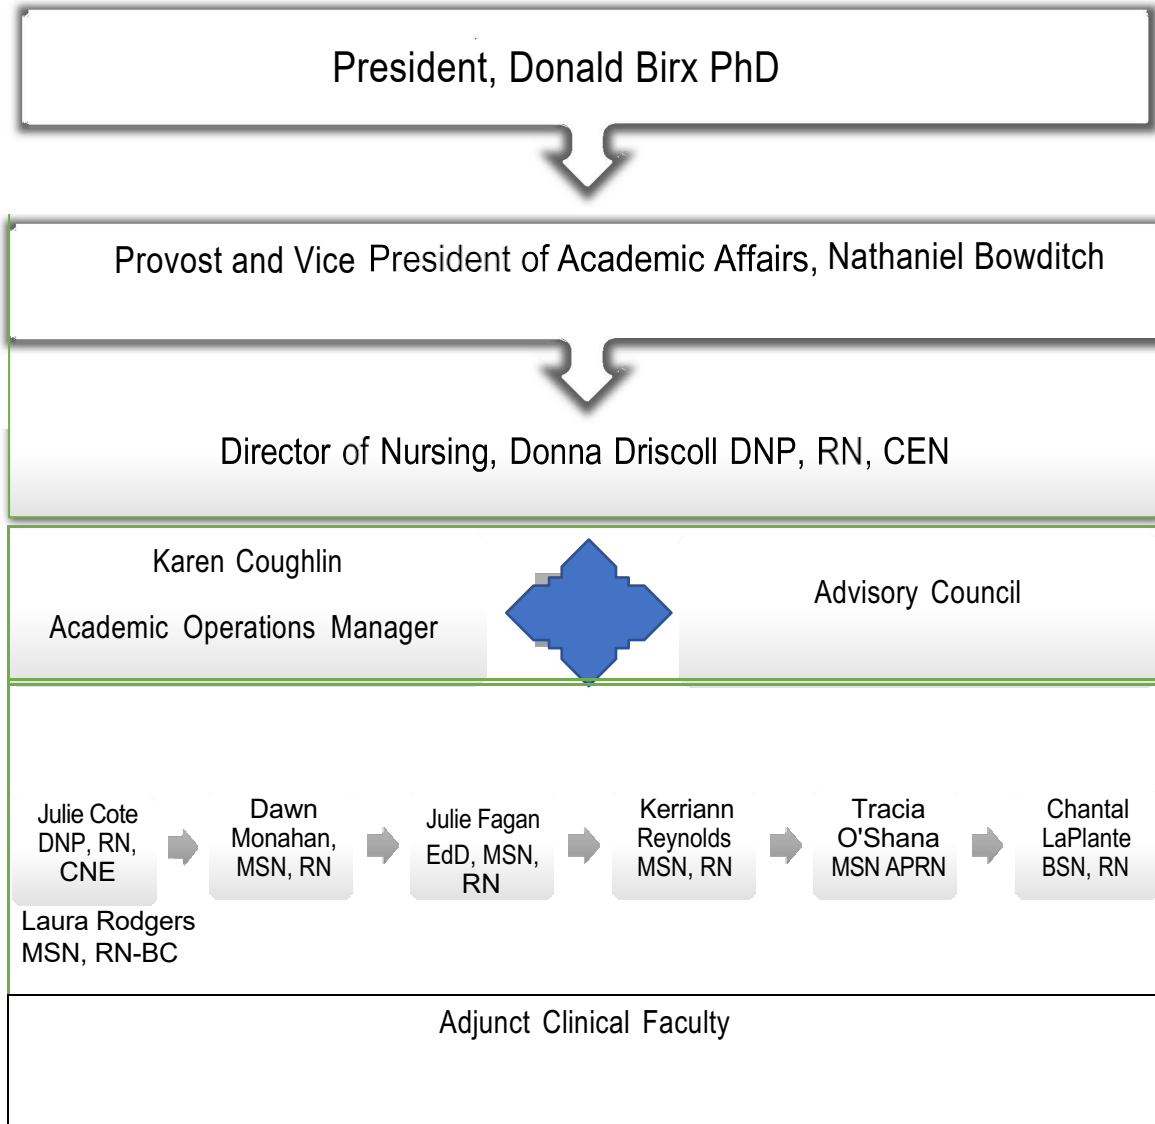 President, Donald Birx PhD
Provost and Vice President of Academic Affairs, Nathaniel Bowditch
Director of Nursing, Donna Driscoll DNP, RN, CEN
Karen Coughlin
Academic Operations Manager
Advisory Council
Julie Cote
DNP, RN,
CNE
Dawn
Monahan,
MSN, RN
Julie Fagan
EdD, MSN,
RN
Kerriann
Reynolds
MSN, RN
Tracia
O'Shana
MSN APRN
Chantal
LaPlante
BSN, RN
Laura Rodgers
MSN, RN-BC
Adjunct Clinical Faculty